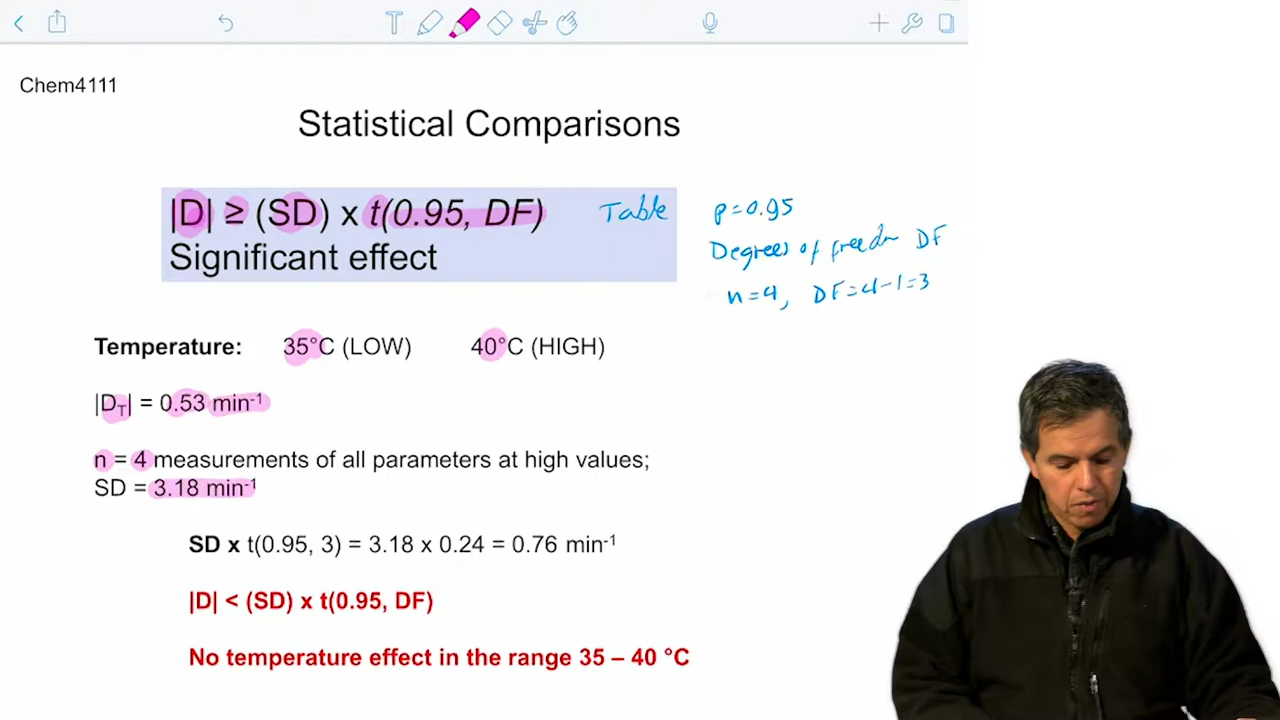 Chem4111
Statistical Comparisons
|D| ≥ (SD) x t(0.95, DF)
Significant effect
Table
p=0.95
Degrees of freedom DF
n=4, DF=4-1=3
Temperature: 35°C (LOW) 40°C (HIGH)
|D_T| = 0.53 min⁻¹
n = 4 measurements of all parameters at high values;
SD = 3.18 min⁻¹
SD x t(0.95, 3) = 3.18 x 0.24 = 0.76 min⁻¹
|D| < (SD) x t(0.95, DF)
No temperature effect in the range 35 – 40 °C